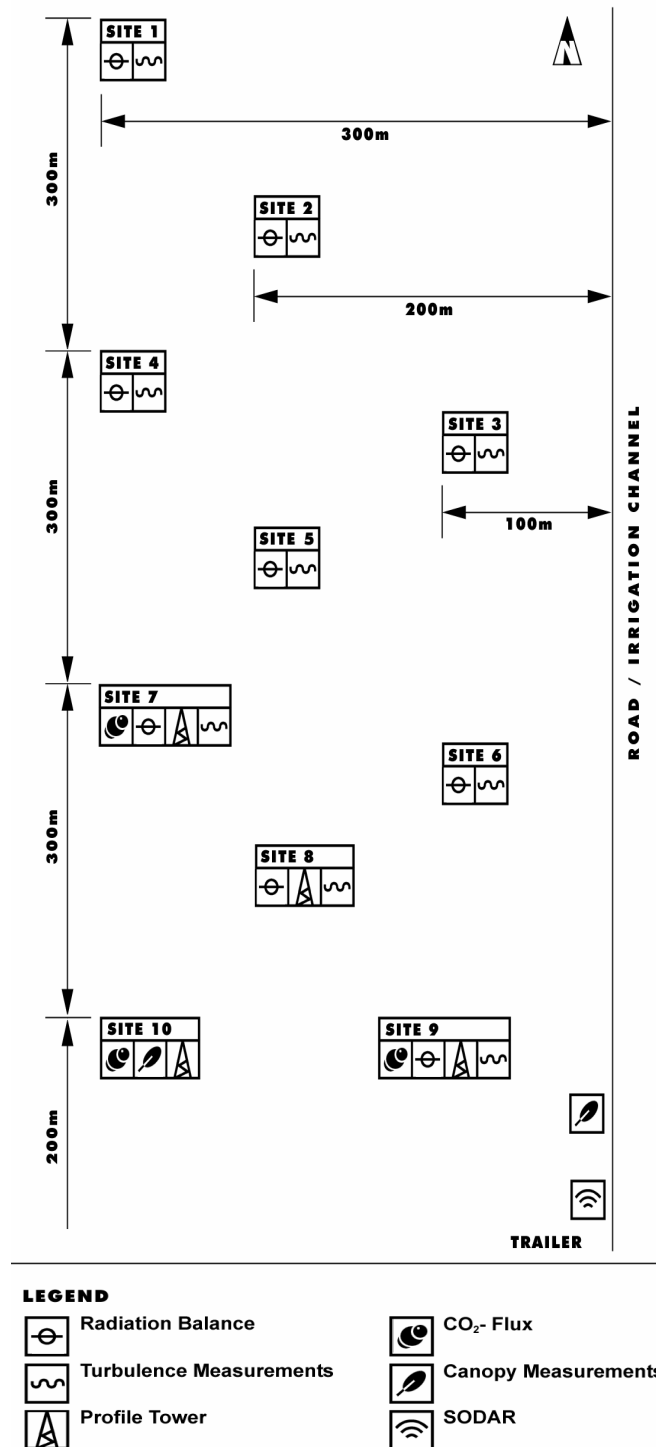 SITE 1
N
300m
300m
SITE 2
200m
SITE 4
SITE 3
300m
100m
SITE 5
ROAD / IRRIGATION CHANNEL
SITE 7
SITE 6
300m
SITE 8
SITE 10
SITE 9
200m
TRAILER
LEGEND
Radiation Balance
CO₂- Flux
Turbulence Measurements
Canopy Measurements
Profile Tower
SODAR